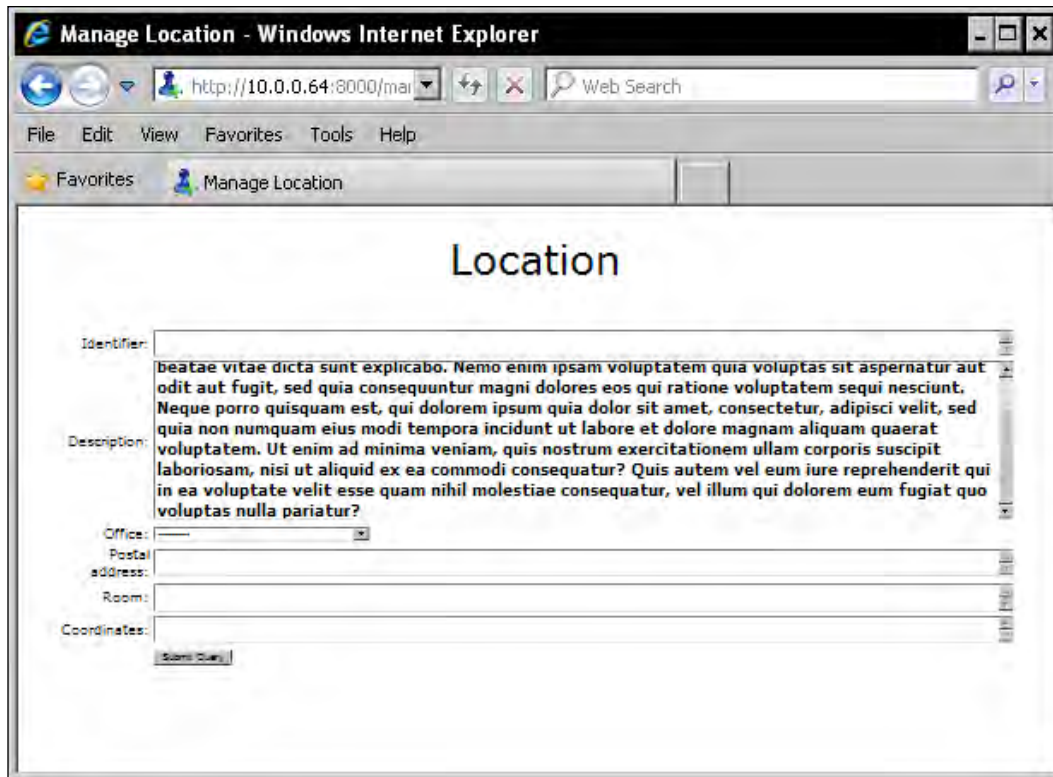 Manage Location - Windows Internet Explorer
http://10.0.0.64:8000/mai
Web Search
File Edit View Favorites Tools Help
Favorites Manage Location
Location
Identifier:
beatae vitae dicta sunt explicabo. Nemo enim ipsam voluptatem quia voluptas sit aspernatur aut
odit aut fugit, sed quia consequuntur magni dolores eos qui ratione voluptatem sequi nesciunt.
Neque porro quisquam est, qui dolorem ipsum quia dolor sit amet, consectetur, adipisci velit, sed
quia non numquam eius modi tempora incidunt ut labore et dolore magnam aliquam quaerat
Description:
voluptatem. Ut enim ad minima veniam, quis nostrum exercitationem ullam corporis suscipit
laboriosam, nisi ut aliquid ex ea commodi consequatur? Quis autem vel eum iure reprehenderit qui
in ea voluptate velit esse quam nihil molestiae consequatur, vel illum qui dolorem eum fugiat quo
voluptas nulla pariatur?
Office: -------
Postal
address:
Room:
Coordinates:
Submit Query